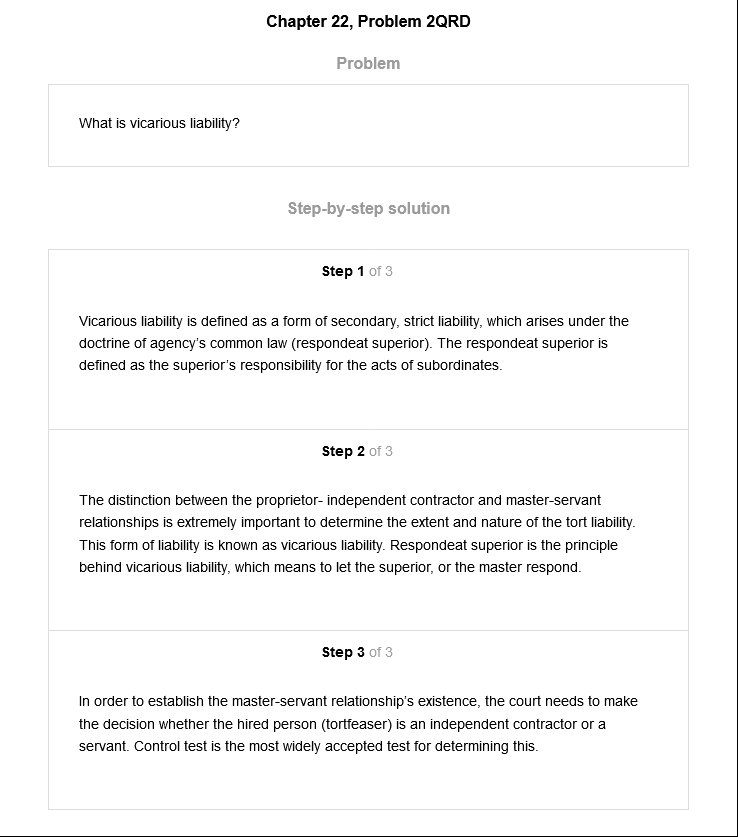 Chapter 22, Problem 2QRD
Problem
What is vicarious liability?
Step-by-step solution
Step 1 of 3
Vicarious liability is defined as a form of secondary, strict liability, which arises under the
doctrine of agency's common law (respondeat superior). The respondeat superior is
defined as the superior's responsibility for the acts of subordinates.
Step 2 of 3
The distinction between the proprietor- independent contractor and master-servant
relationships is extremely important to determine the extent and nature of the tort liability.
This form of liability is known as vicarious liability. Respondeat superior is the principle
behind vicarious liability, which means to let the superior, or the master respond.
Step 3 of 3
In order to establish the master-servant relationship's existence, the court needs to make
the decision whether the hired person (tortfeaser) is an independent contractor or a
servant. Control test is the most widely accepted test for determining this.